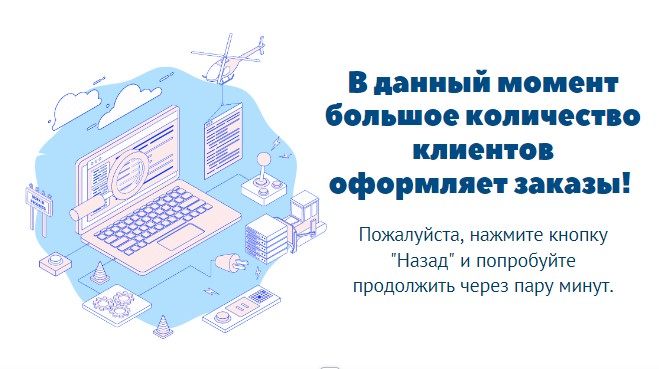 В данный момент
большое количество
клиентов
оформляет заказы!
Пожалуйста, нажмите кнопку
"Назад" и попробуйте
продолжить через пару минут.